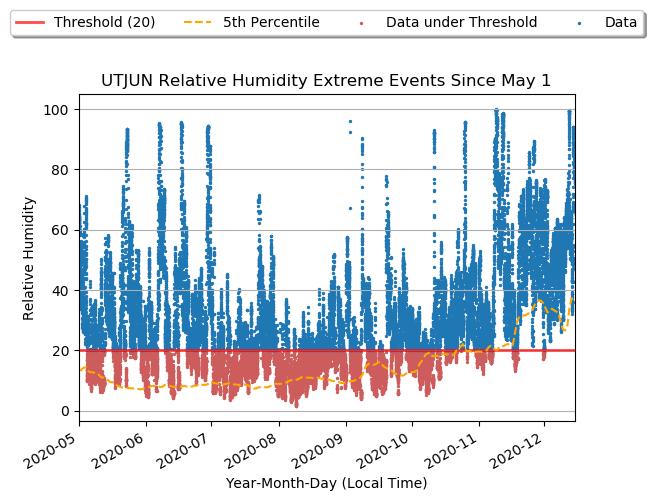 Threshold (20) 5th Percentile Data under Threshold Data
UTJUN Relative Humidity Extreme Events Since May 1
Relative Humidity
100
80
60
40
20
0
2020-05 2020-06 2020-07 2020-08 2020-09 2020-10 2020-11 2020-12
Year-Month-Day (Local Time)